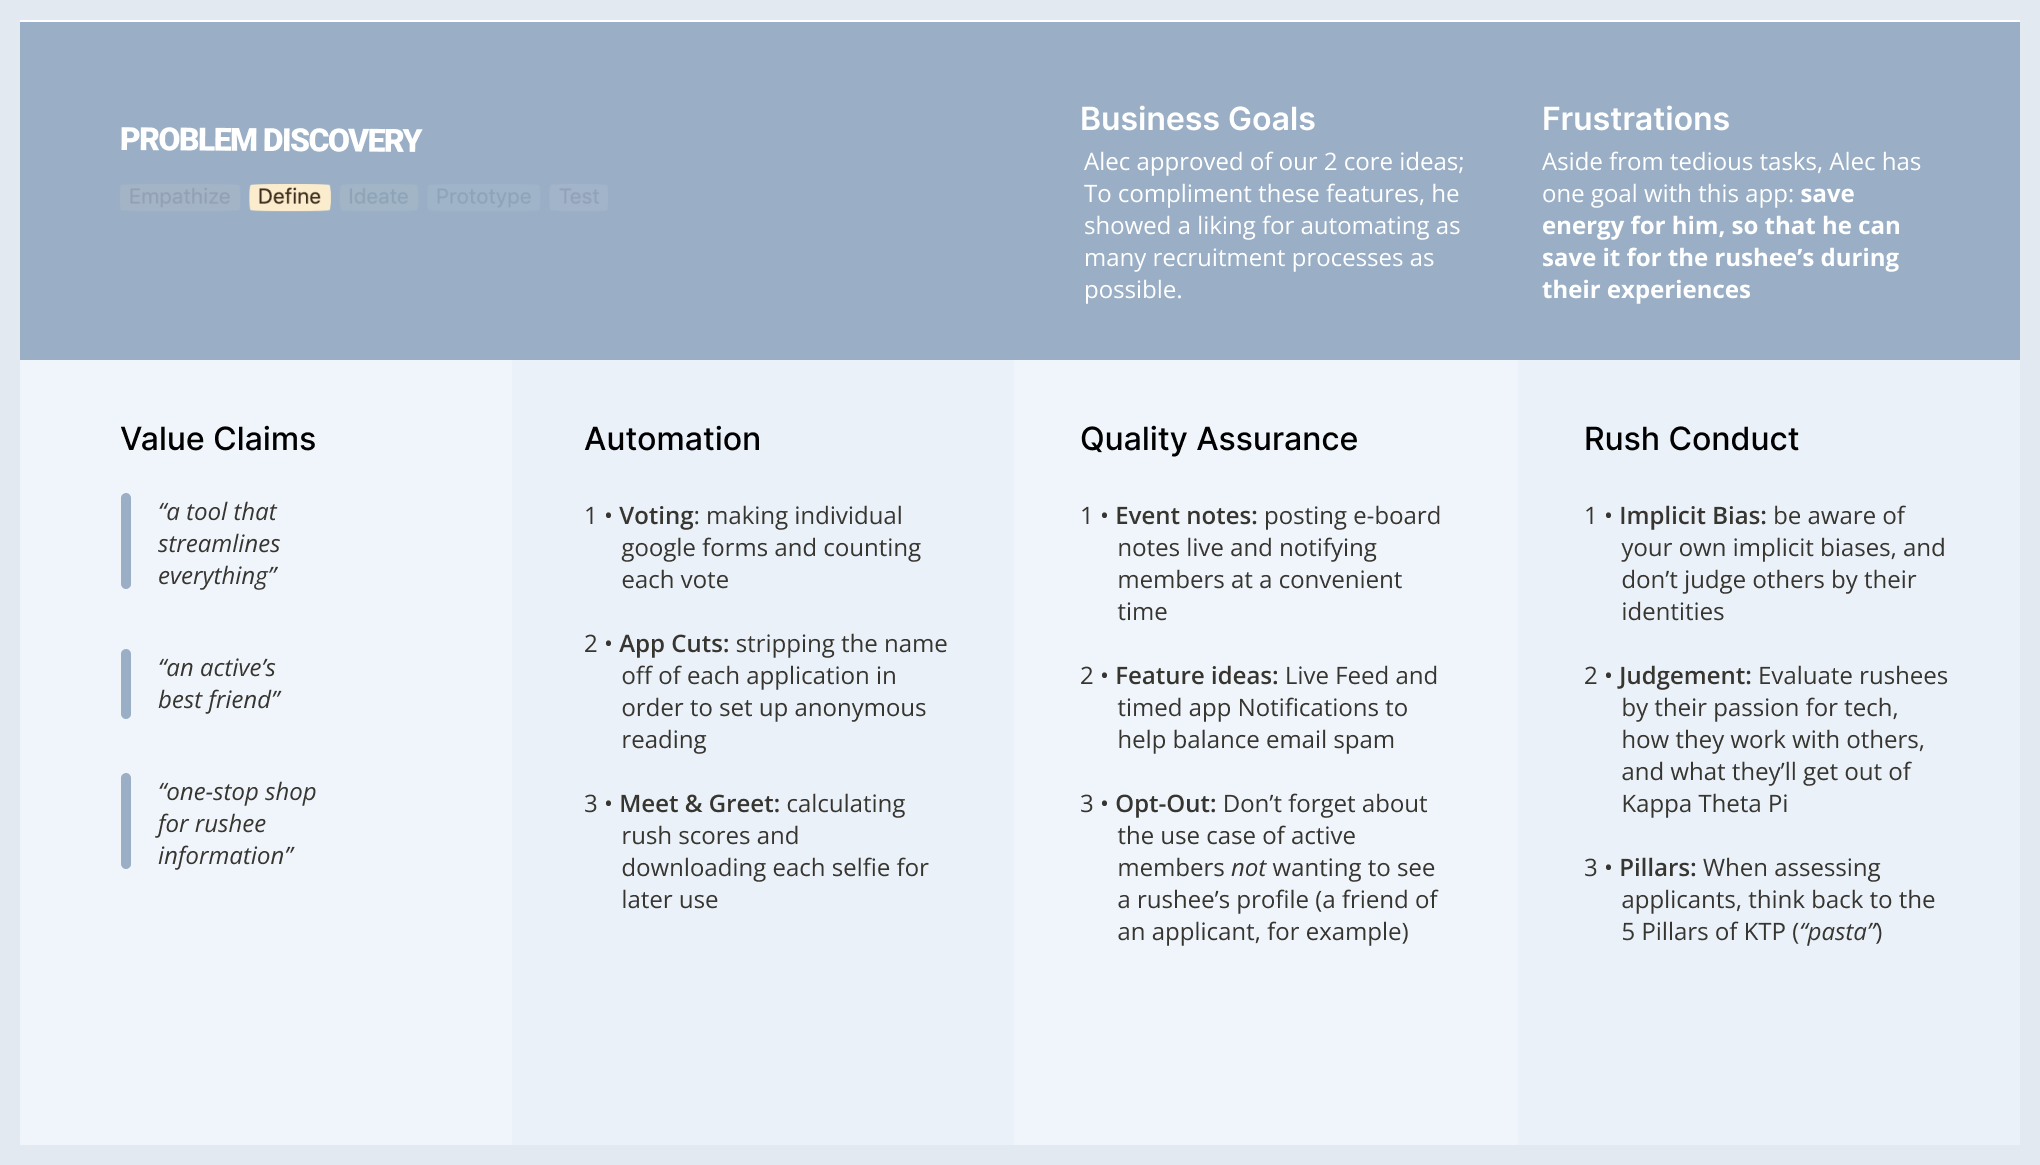 PROBLEM DISCOVERY
Empathize Define Ideate Prototype Test
Business Goals
Alec approved of our 2 core ideas;
To compliment these features, he
showed a liking for automating as
many recruitment processes as
possible.
Frustrations
Aside from tedious tasks, Alec has
one goal with this app: save
energy for him, so that he can
save it for the rushee’s during
their experiences
Value Claims
“a tool that
streamlines
everything”
“an active’s
best friend”
“one-stop shop
for rushee
information”
Automation
1 • Voting: making individual
google forms and counting
each vote
2 • App Cuts: stripping the name
off of each application in
order to set up anonymous
reading
3 • Meet & Greet: calculating
rush scores and
downloading each selfie for
later use
Quality Assurance
1 • Event notes: posting e-board
notes live and notifying
members at a convenient
time
2 • Feature ideas: Live Feed and
timed app Notifications to
help balance email spam
3 • Opt-Out: Don’t forget about
the use case of active
members not wanting to see
a rushee’s profile (a friend of
an applicant, for example)
Rush Conduct
1 • Implicit Bias: be aware of
your own implicit biases, and
don’t judge others by their
identities
2 • Judgement: Evaluate rushees
by their passion for tech,
how they work with others,
and what they’ll get out of
Kappa Theta Pi
3 • Pillars: When assessing
applicants, think back to the
5 Pillars of KTP (“pasta”)